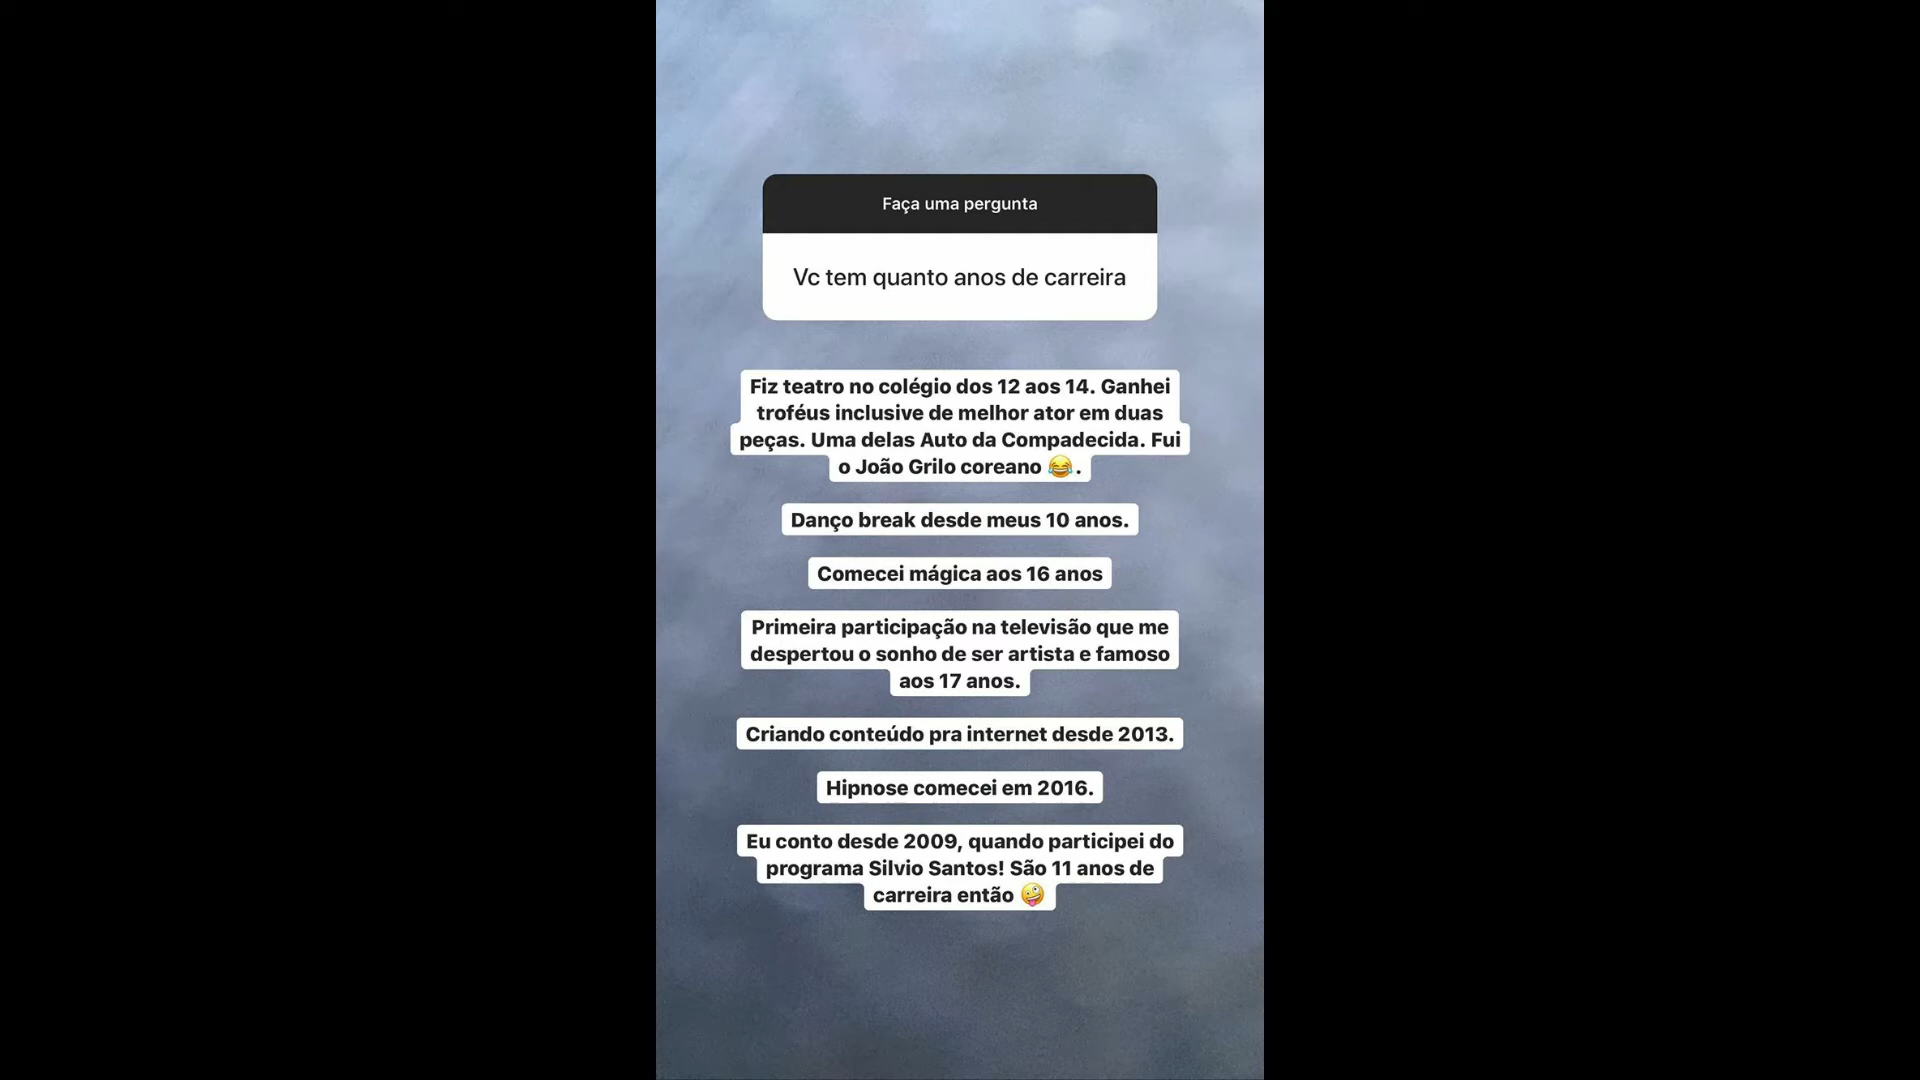 Faça uma pergunta
Vc tem quanto anos de carreira
Fiz teatro no colégio dos 12 aos 14. Ganhei
troféus inclusive de melhor ator em duas
peças. Uma delas Auto da Compadecida. Fui
o João Grilo coreano 😂.
Danço break desde meus 10 anos.
Comecei mágica aos 16 anos
Primeira participação na televisão que me
despertou o sonho de ser artista e famoso
aos 17 anos.
Criando conteúdo pra internet desde 2013.
Hipnose comecei em 2016.
Eu conto desde 2009, quando participei do
programa Silvio Santos! São 11 anos de
carreira então 🤪